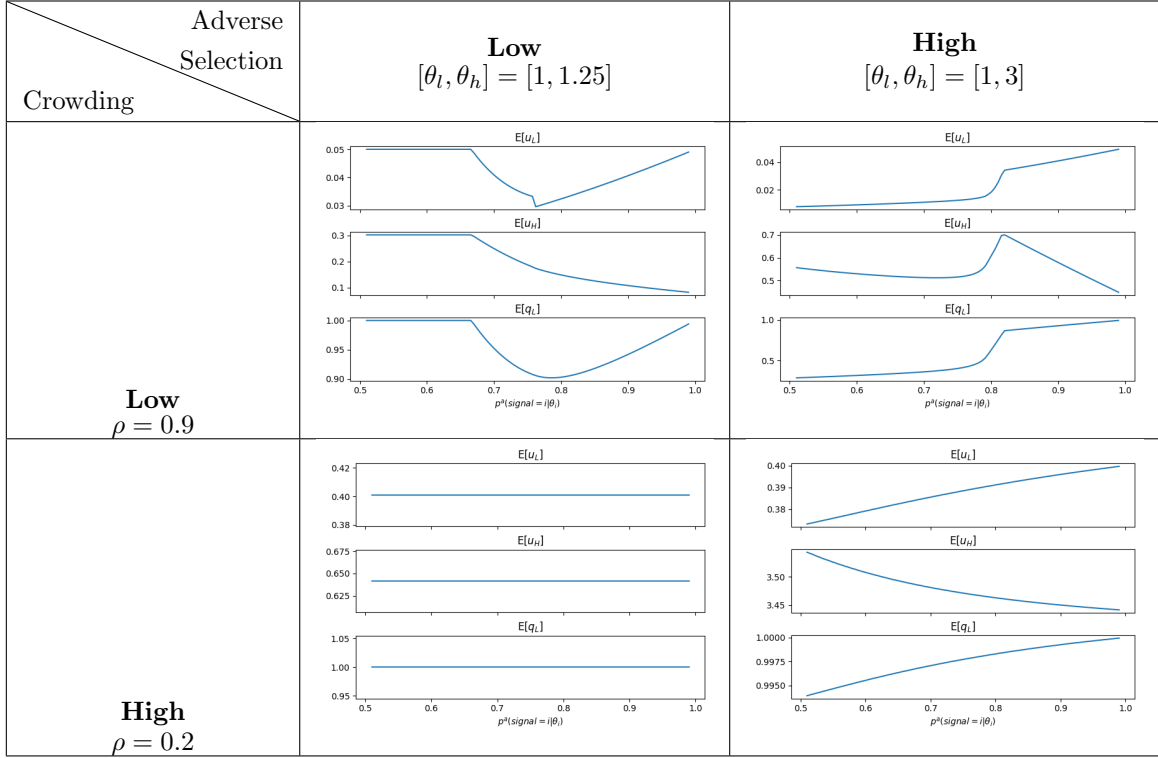 Adverse
Selection
Crowding
Low
[θ_l, θ_h] = [1, 1.25]
High
[θ_l, θ_h] = [1, 3]
Low
ρ = 0.9
E[u_L]
0.05
0.04
0.03
E[u_H]
0.3
0.2
0.1
E[q_L]
1.00
0.95
0.90
0.5 0.6 0.7 0.8 0.9 1.0
p^a(signal = i|θ_i)
E[u_L]
0.04
0.02
E[u_H]
0.7
0.6
0.5
E[q_L]
1.0
0.5
0.5 0.6 0.7 0.8 0.9 1.0
p^a(signal = i|θ_i)
High
ρ = 0.2
E[u_L]
0.42
0.40
0.38
E[u_H]
0.675
0.650
0.625
E[q_L]
1.05
1.00
0.95
0.5 0.6 0.7 0.8 0.9 1.0
p^a(signal = i|θ_i)
E[u_L]
0.40
0.39
0.38
E[u_H]
3.50
3.45
E[q_L]
1.0000
0.9975
0.9950
0.5 0.6 0.7 0.8 0.9 1.0
p^a(signal = i|θ_i)